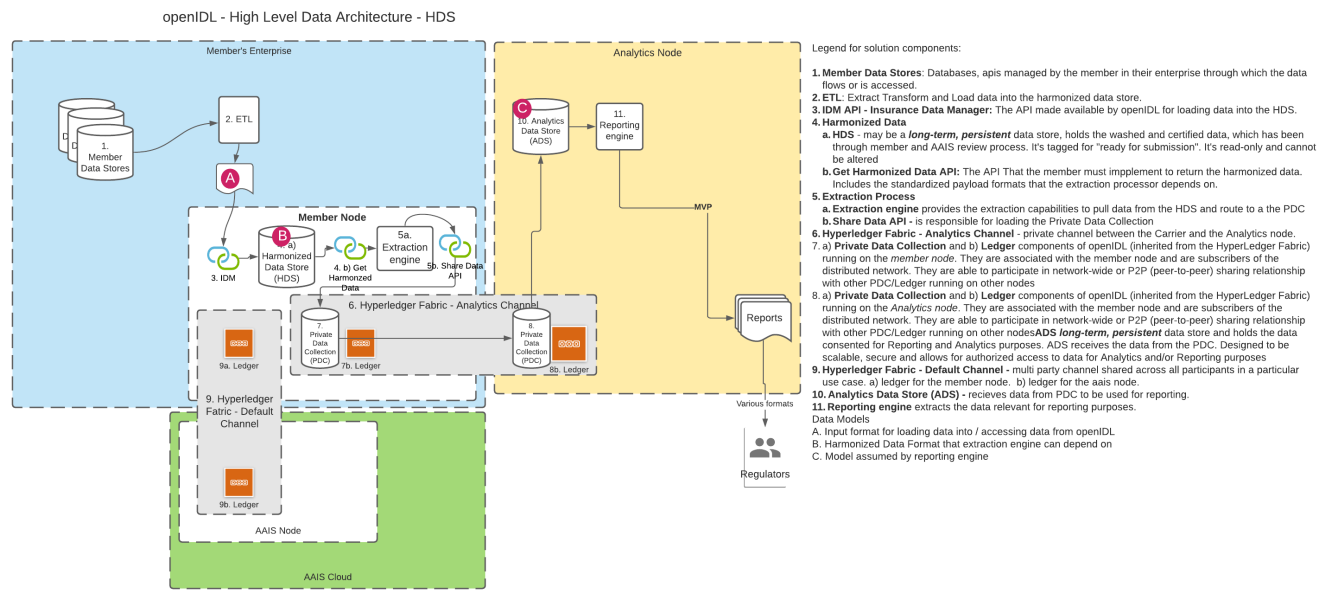 openIDL - High Level Data Architecture - HDS
Member's Enterprise
1.
Member
Data Stores
2. ETL
A
Member Node
3. IDM
B
a)
Harmonized
Data Store
(HDS)
4. b) Get
Harmonzed
Data
5a.
Extraction
engine
5b. Share Data
API
6. Hyperledger Fabric - Analytics Channel
7.
Private
Data
Collection
(PDC)
7b. Ledger
8.
Private
Data
Collection
(PDC)
8b. Ledger
9a. Ledger
9. Hyperledger
Fatric - Default
Channel
9b. Ledger
AAIS Node
AAIS Cloud
Analytics Node
C
10. Analytics
Data Store
(ADS)
11.
Reporting
engine
MVP
Reports
Various formats
Regulators
Legend for solution components:
1. Member Data Stores: Databases, apis managed by the member in their enterprise through which the data
flows or is accessed.
2. ETL: Extract Transform and Load data into the harmonized data store.
3. IDM API - Insurance Data Manager: The API made available by openIDL for loading data into the HDS.
4. Harmonized Data
a. HDS - may be a long-term, persistent data store, holds the washed and certified data, which has been
through member and AAIS review process. It's tagged for "ready for submission". It's read-only and cannot
be altered
b. Get Harmonized Data API: The API That the member must impplement to return the harmonized data.
Includes the standardized payload formats that the extraction processor depends on.
5. Extraction Process
a. Extraction engine provides the extraction capabilities to pull data from the HDS and route to a the PDC
b. Share Data API - is responsible for loading the Private Data Collection
6. Hyperledger Fabric - Analytics Channel - private channel between the Carrier and the Analytics node.
7. a) Private Data Collection and b) Ledger components of openIDL (inherited from the HyperLedger Fabric)
running on the member node. They are associated with the member node and are subscribers of the
distributed network. They are able to participate in network-wide or P2P (peer-to-peer) sharing relationship
with other PDC/Ledger running on other nodes
8. a) Private Data Collection and b) Ledger components of openIDL (inherited from the HyperLedger Fabric)
running on the Analytics node. They are associated with the member node and are subscribers of the
distributed network. They are able to participate in network-wide or P2P (peer-to-peer) sharing relationship
with other PDC/Ledger running on other nodesADS long-term, persistent data store and holds the data
consented for Reporting and Analytics purposes. ADS receives the data from the PDC. Designed to be
scalable, secure and allows for authorized access to data for Analytics and/or Reporting purposes
9. Hyperledger Fabric - Default Channel - multi party channel shared across all participants in a particular
use case. a) ledger for the member node. b) ledger for the aais node.
10. Analytics Data Store (ADS) - recieves data from PDC to be used for reporting.
11. Reporting engine extracts the data relevant for reporting purposes.
Data Models
A. Input format for loading data into / accessing data from openIDL
B. Harmonized Data Format that extraction engine can depend on
C. Model assumed by reporting engine